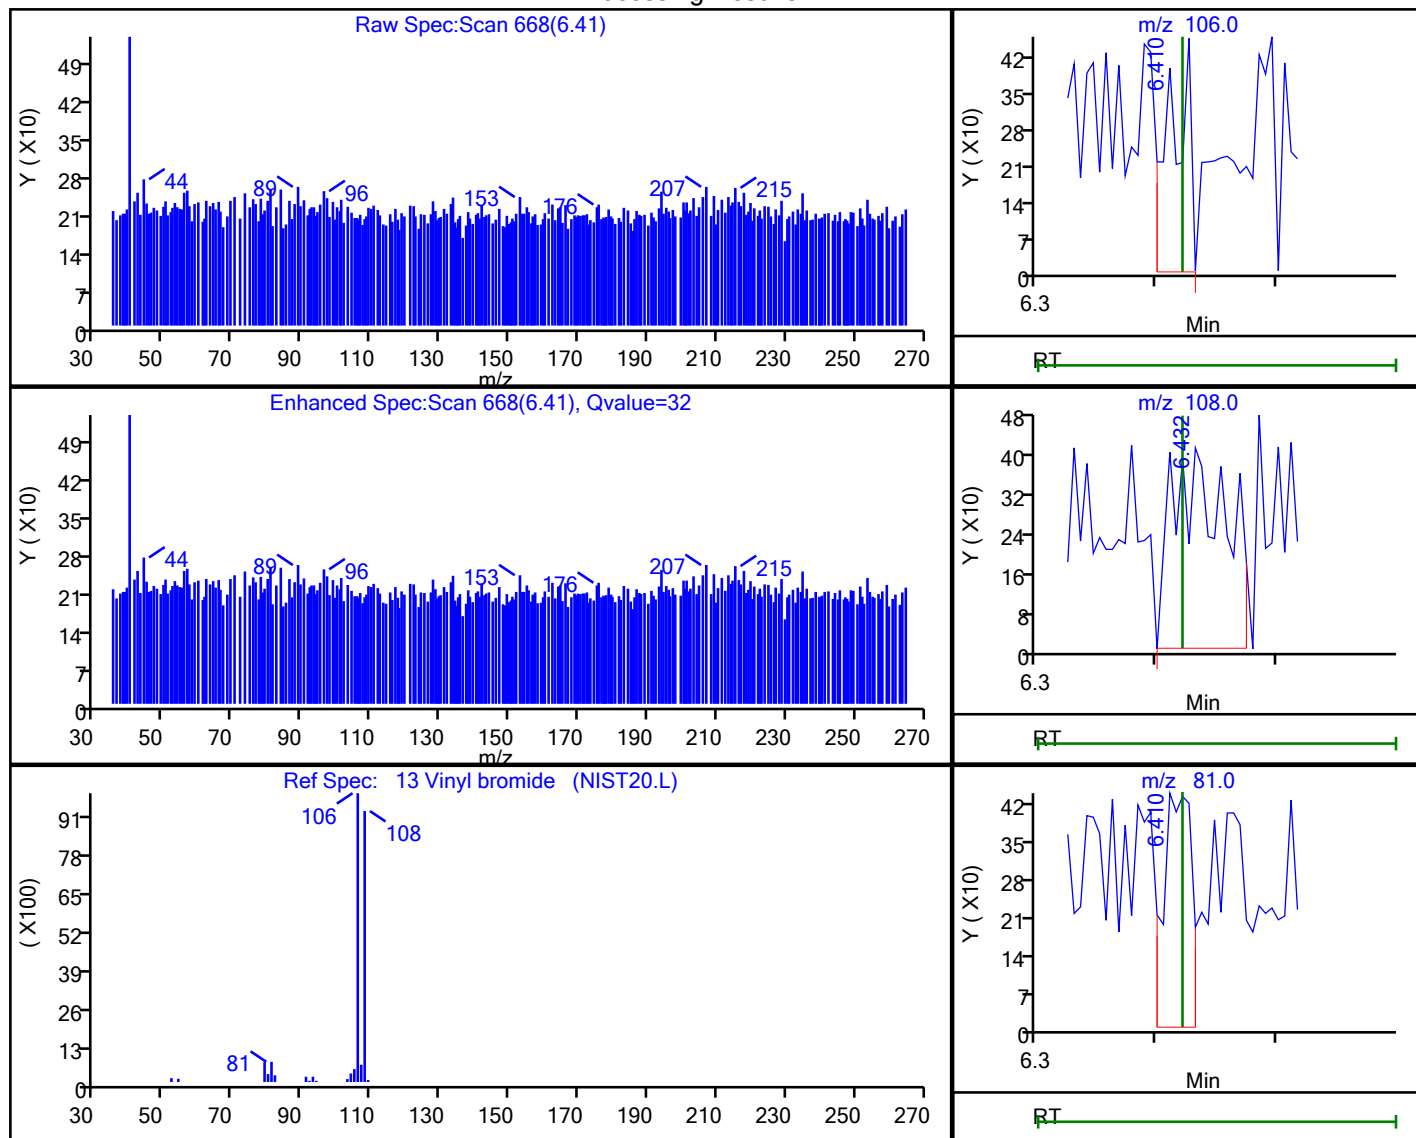 Raw Spec:Scan 668(6.41)
Y ( X10)
49
42
35
28
21
14
7
0
44
89
96
153
176
207
215
30 50 70 90 110 130 150 170 190 210 230 250 270
m/z
m/z 106.0
Y ( X10)
42
35
28
21
14
7
0
6.410
6.3
Min
RT
Enhanced Spec:Scan 668(6.41), Qvalue=32
Y ( X10)
49
42
35
28
21
14
7
0
44
89
96
153
176
207
215
30 50 70 90 110 130 150 170 190 210 230 250 270
m/z
m/z 108.0
Y ( X10)
48
40
32
24
16
8
0
6.432
6.3
Min
RT
Ref Spec: 13 Vinyl bromide (NIST20.L)
( X100)
91
78
65
52
39
26
13
0
106
108
81
30 50 70 90 110 130 150 170 190 210 230 250 270
m/z 81.0
Y ( X10)
42
35
28
21
14
7
0
6.410
6.3
Min
RT